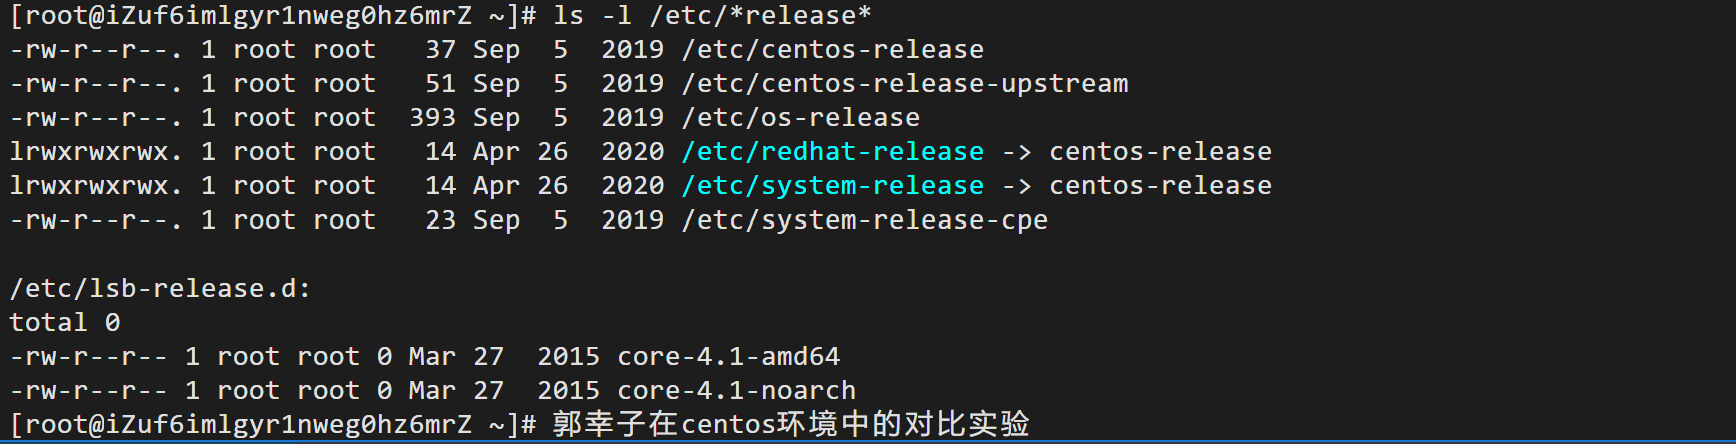 [root@iZuf6imlgyr1nweg0hz6mrZ ~]# ls -l /etc/*release*
-rw-r--r--. 1 root root   37 Sep  5  2019 /etc/centos-release
-rw-r--r--. 1 root root   51 Sep  5  2019 /etc/centos-release-upstream
-rw-r--r--. 1 root root  393 Sep  5  2019 /etc/os-release
lrwxrwxrwx. 1 root root   14 Apr 26  2020 /etc/redhat-release -> centos-release
lrwxrwxrwx. 1 root root   14 Apr 26  2020 /etc/system-release -> centos-release
-rw-r--r--. 1 root root   23 Sep  5  2019 /etc/system-release-cpe
/etc/lsb-release.d:
total 0
-rw-r--r-- 1 root root 0 Mar 27  2015 core-4.1-amd64
-rw-r--r-- 1 root root 0 Mar 27  2015 core-4.1-noarch
[root@iZuf6imlgyr1nweg0hz6mrZ ~]# 郭幸子在centos环境中的对比实验